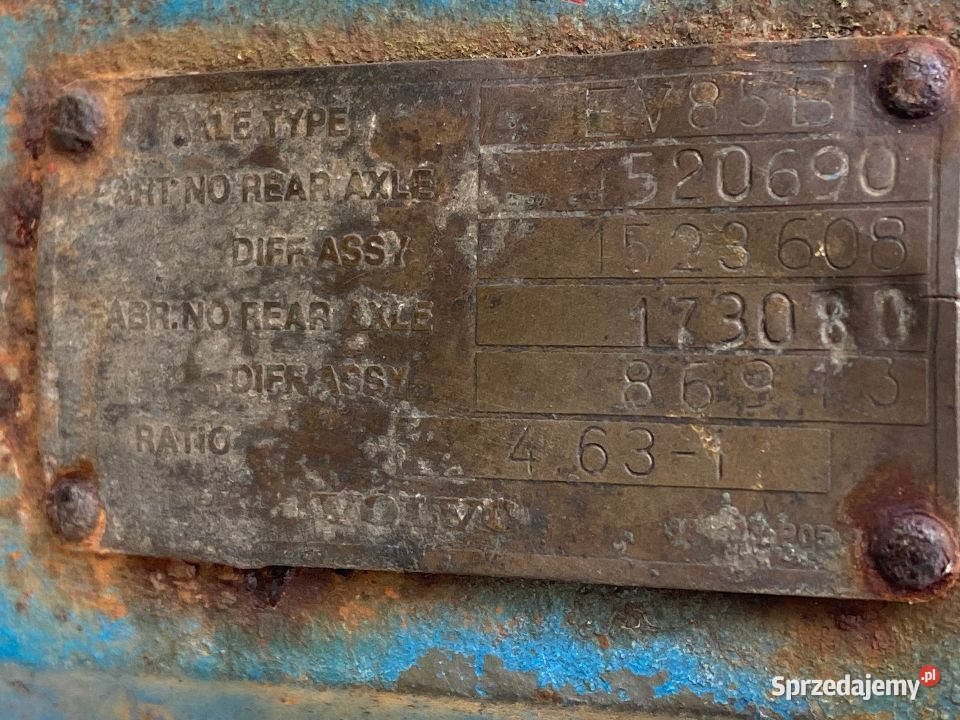 AXLE TYPE EV85B
PART NO REAR AXLE 1520690
DIFF. ASSY 1523608
FABR. NO REAR AXLE 173080
DIFF. ASSY
RATIO 4 63-1
VOLVO
Sprzedajemy.pl